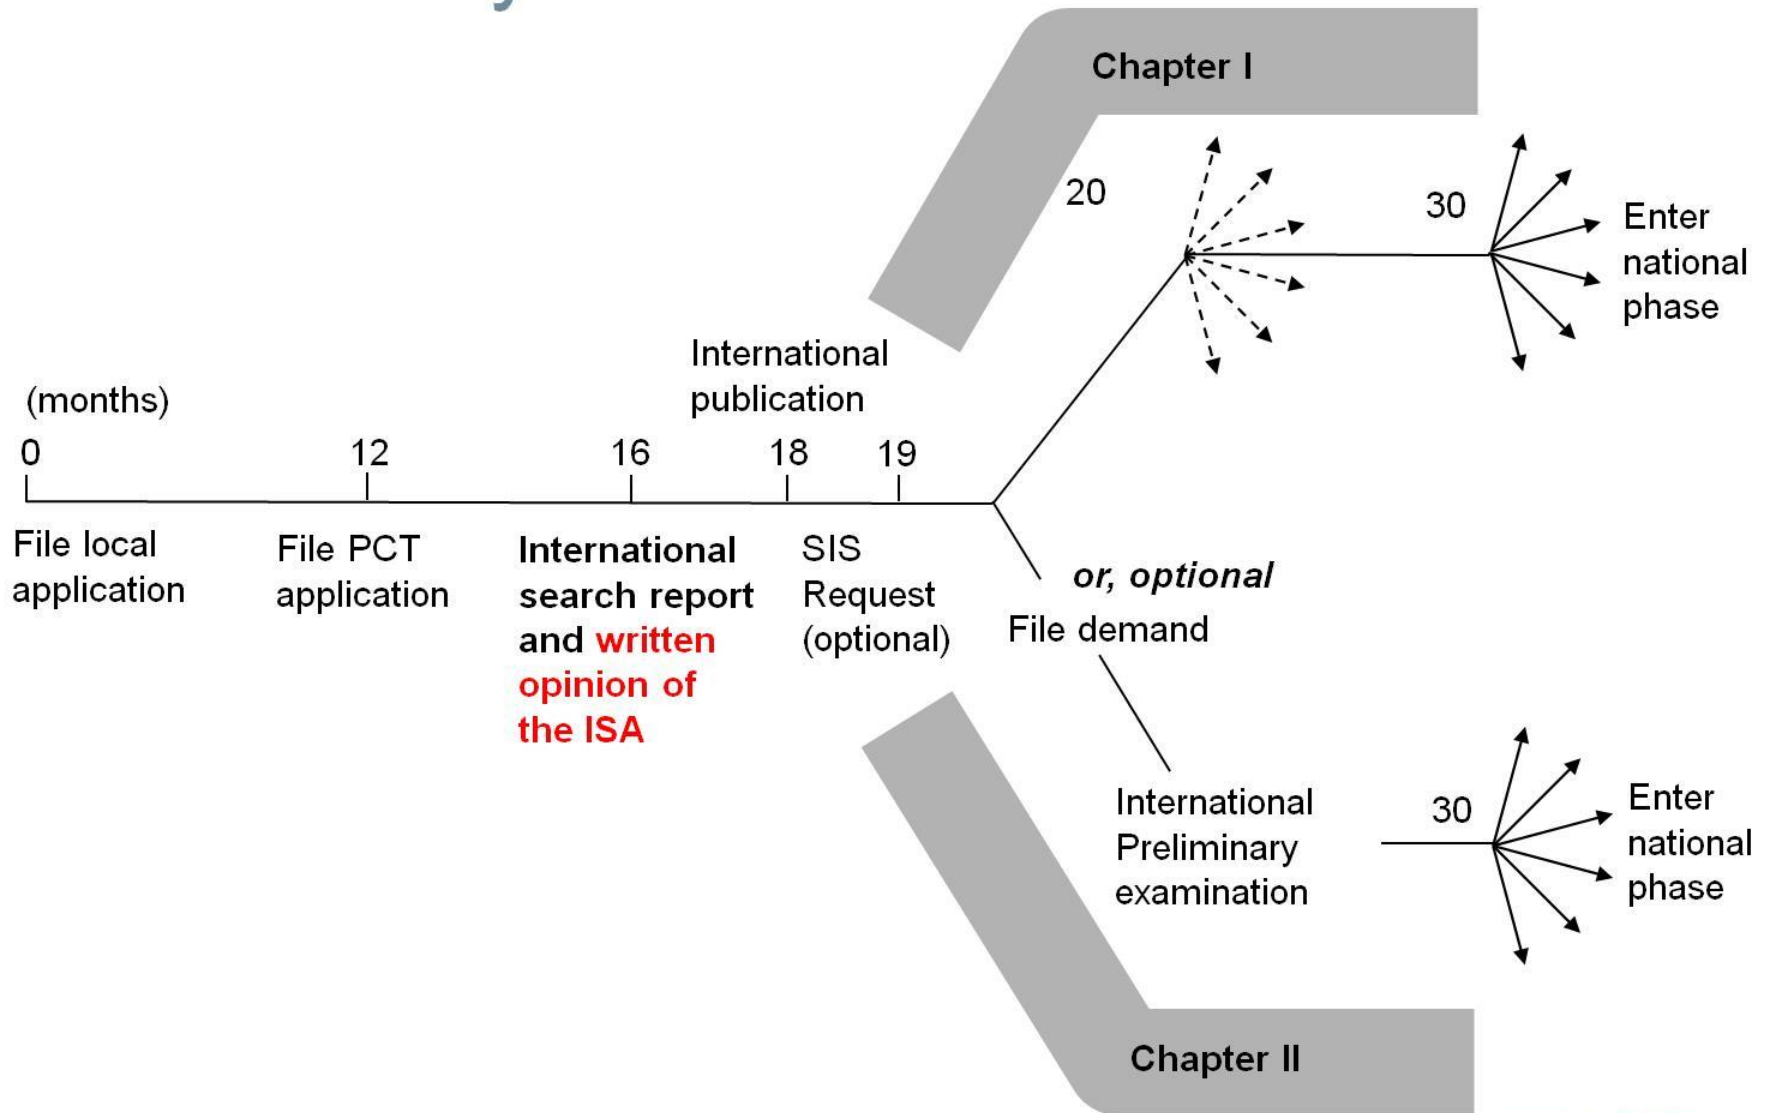 Chapter I
20
30
Enter
national
phase
International
publication
(months)
0
12
16
18
19
File local
application
File PCT
application
International
search report
and written
opinion of
the ISA
SIS
Request
(optional)
or, optional
File demand
International
Preliminary
examination
30
Enter
national
phase
Chapter II